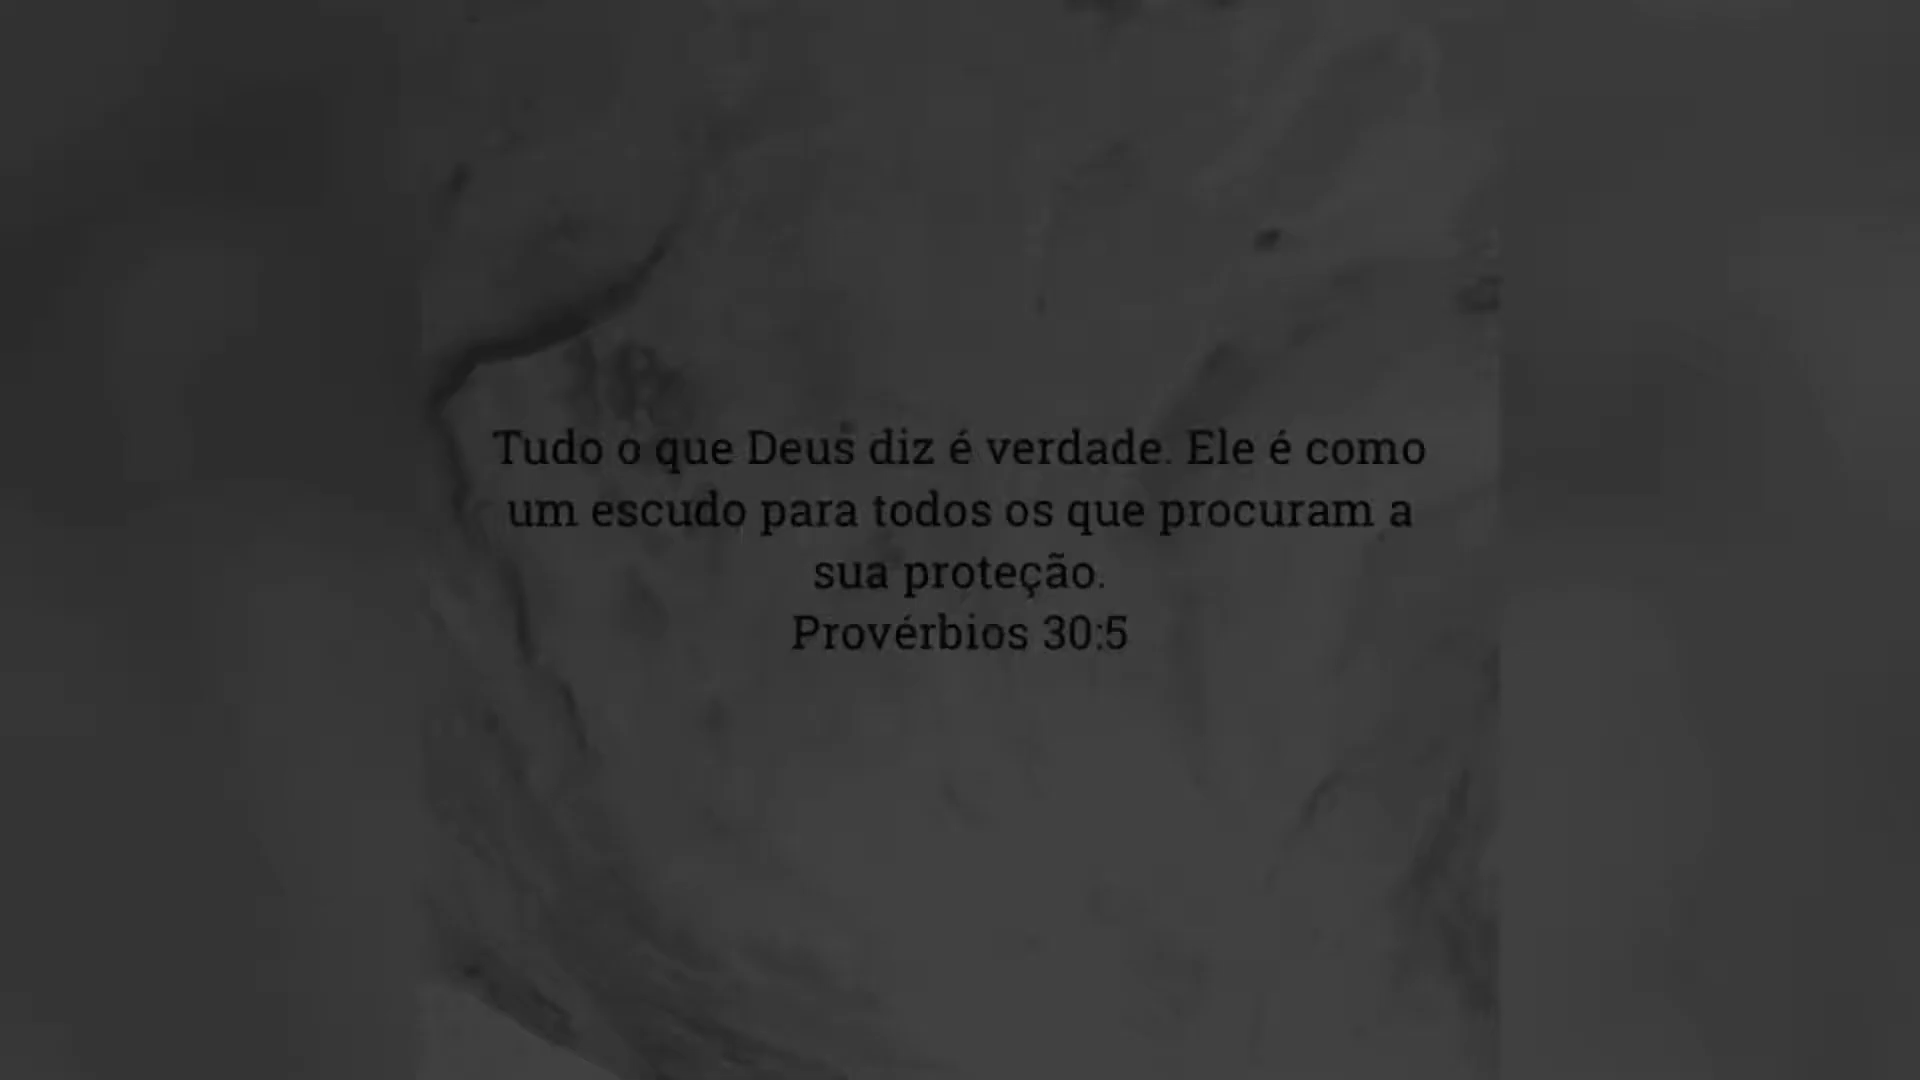 Tudo o que Deus diz é verdade. Ele é como
um escudo para todos os que procuram a
sua proteção.
Provérbios 30:5